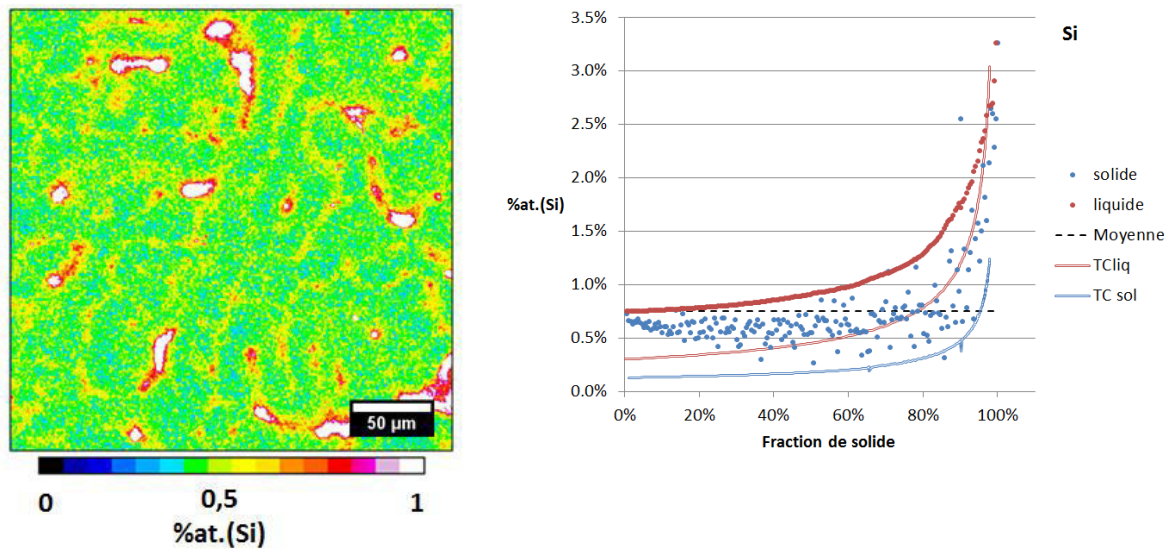 50 µm
0
0,5
1
%at.(Si)
Si
3.5%
3.0%
2.5%
2.0%
%at.(Si)
1.5%
1.0%
0.5%
0.0%
0%
20%
40%
60%
80%
100%
Fraction de solide
solide
liquide
Moyenne
TCliq
TC sol